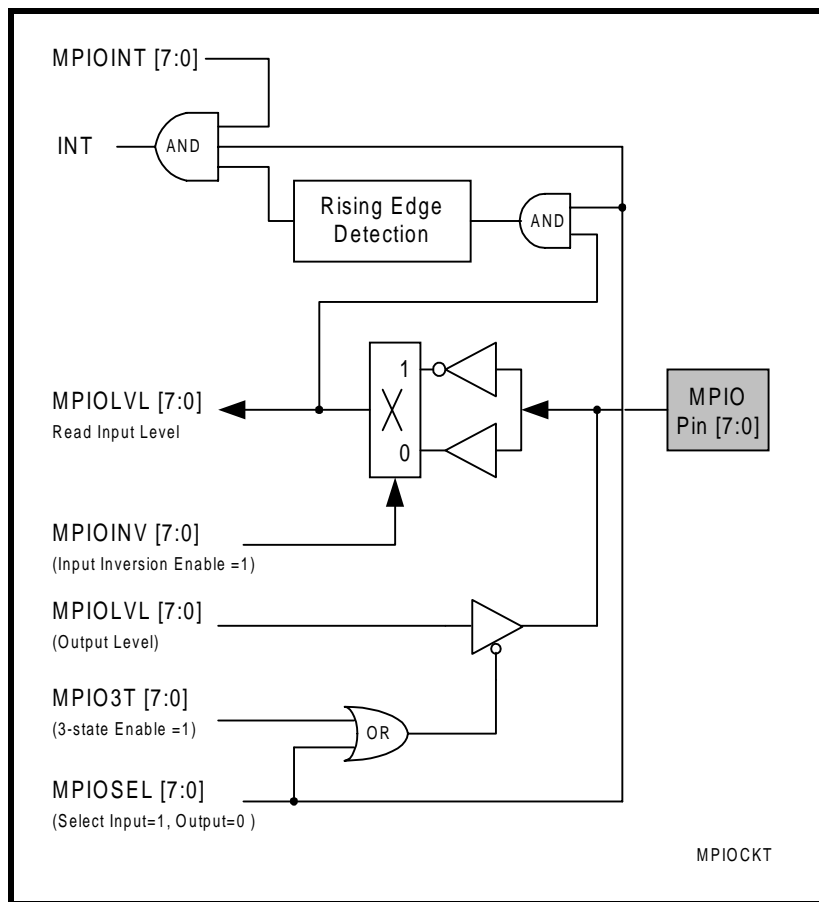 MPIOINT [7:0]
INT
AND
Rising Edge
Detection
AND
MPIOLVL [7:0]
Read Input Level
1
0
MPIO
Pin [7:0]
MPIOINV [7:0]
(Input Inversion Enable =1)
MPIOLVL [7:0]
(Output Level)
MPIO3T [7:0]
(3-state Enable =1)
OR
MPIOSEL [7:0]
(Select Input=1, Output=0 )
MPIOCKT